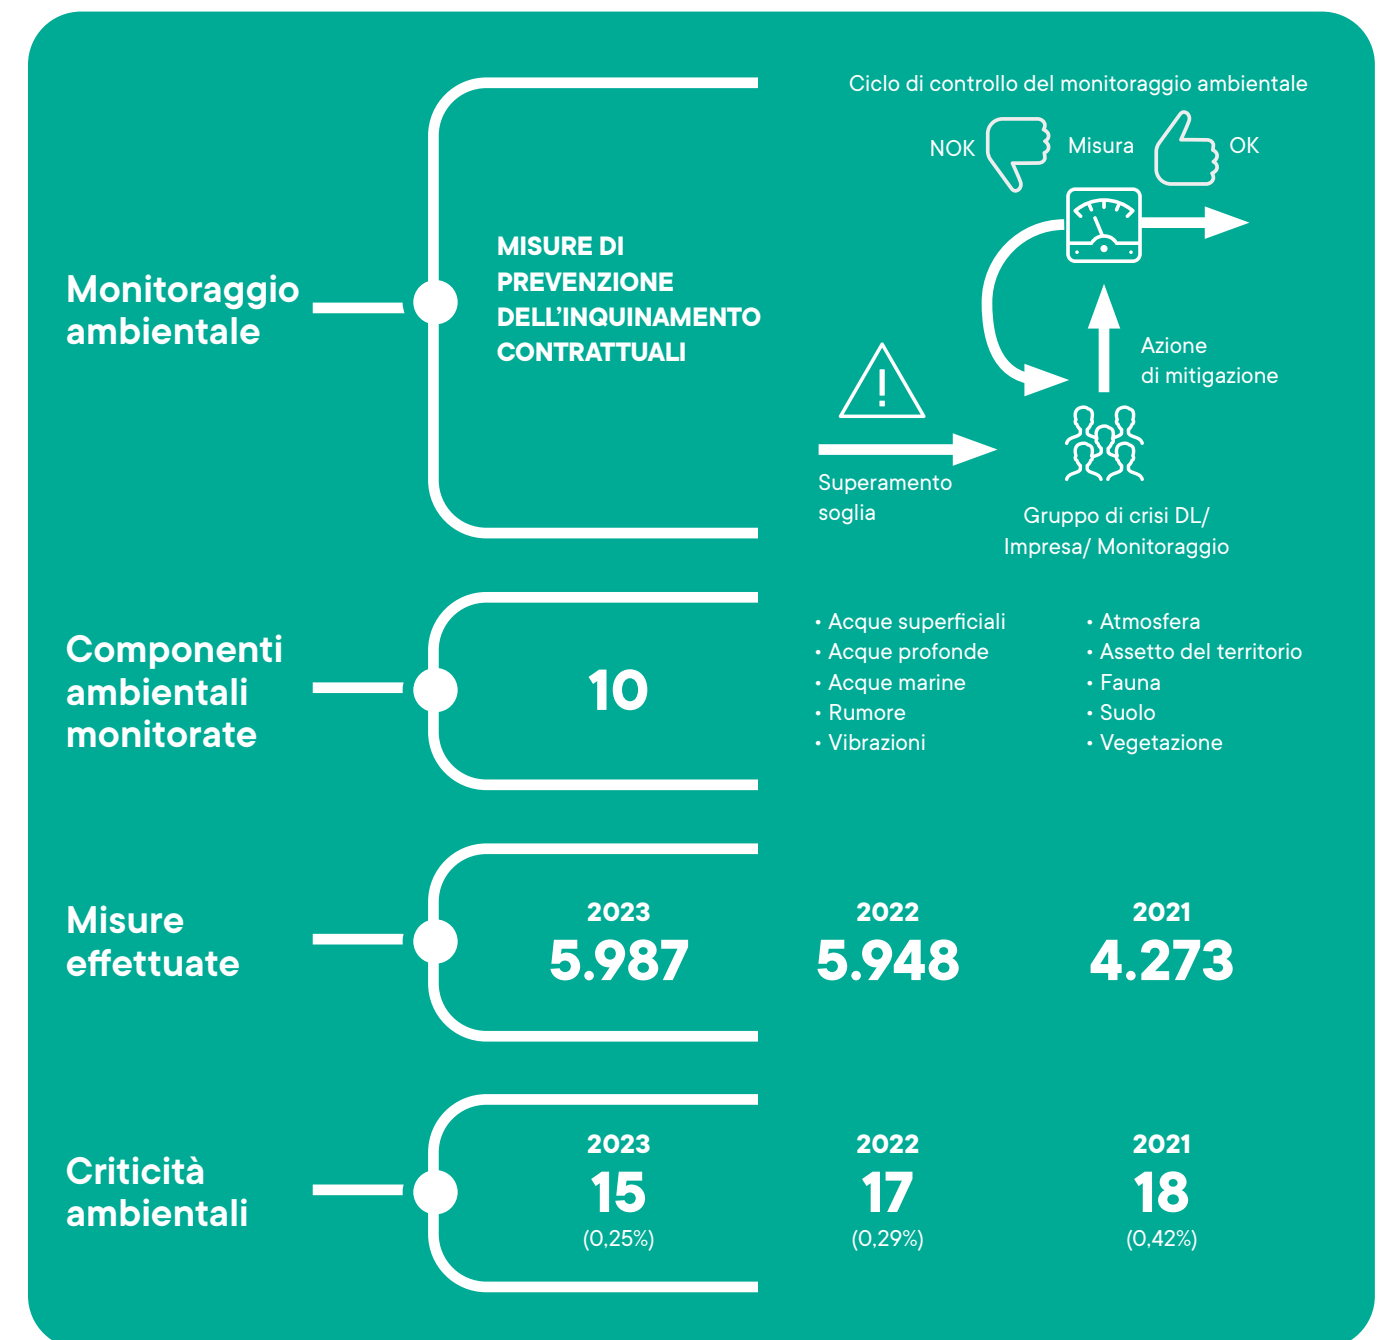 Monitoraggio
ambientale
MISURE DI
PREVENZIONE
DELL’INQUINAMENTO
CONTRATTUALI
Ciclo di controllo del monitoraggio ambientale
NOK
Misura
OK
Azione
di mitigazione
Superamento
soglia
Gruppo di crisi DL/
Impresa/ Monitoraggio
Componenti
ambientali
monitorate
10
• Acque superficiali
• Acque profonde
• Acque marine
• Rumore
• Vibrazioni
• Atmosfera
• Assetto del territorio
• Fauna
• Suolo
• Vegetazione
Misure
effettuate
2023
5.987
2022
5.948
2021
4.273
Criticità
ambientali
2023
15
(0,25%)
2022
17
(0,29%)
2021
18
(0,42%)